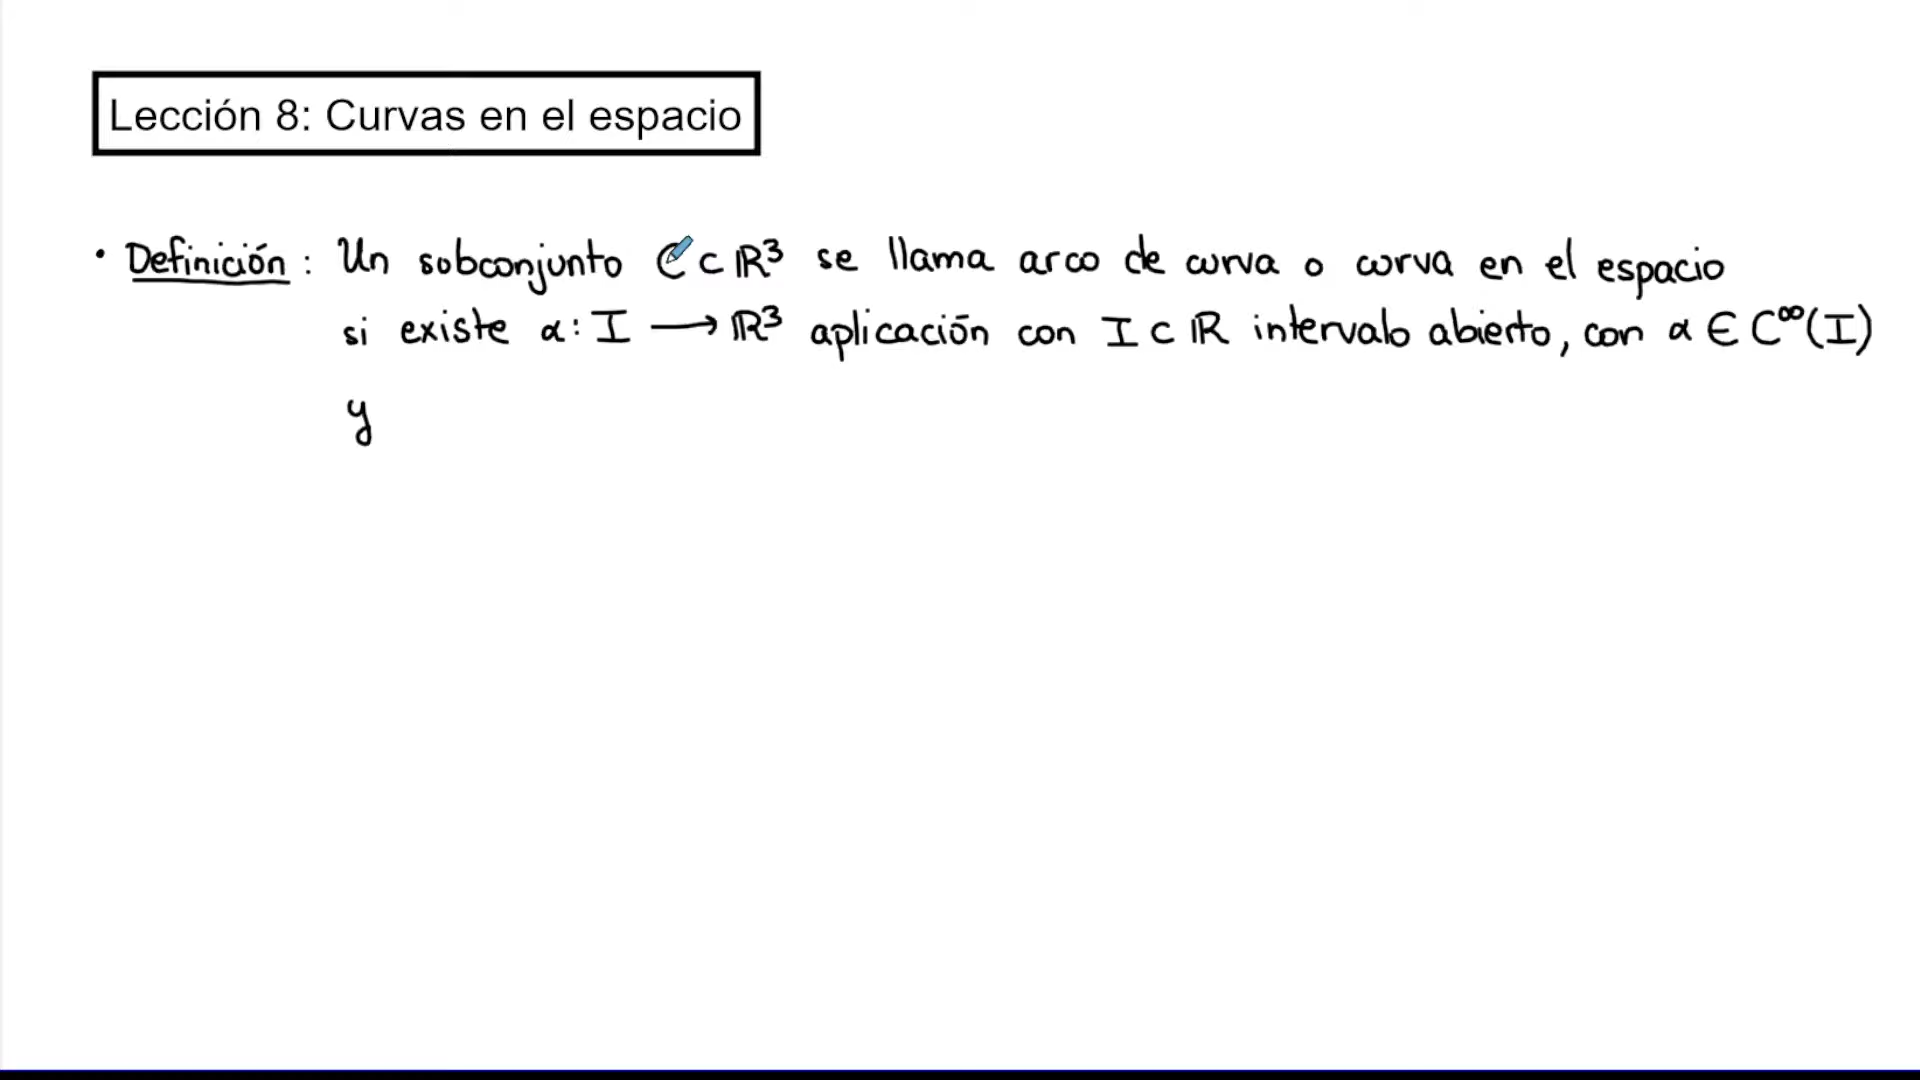 Lección 8: Curvas en el espacio
• Definición: Un subconjunto C ⊂ ℝ³ se llama arco de curva o curva en el espacio
si existe α: I ⟶ ℝ³ aplicación con I ⊂ ℝ intervalo abierto, con α ∈ C^∞(I)
y